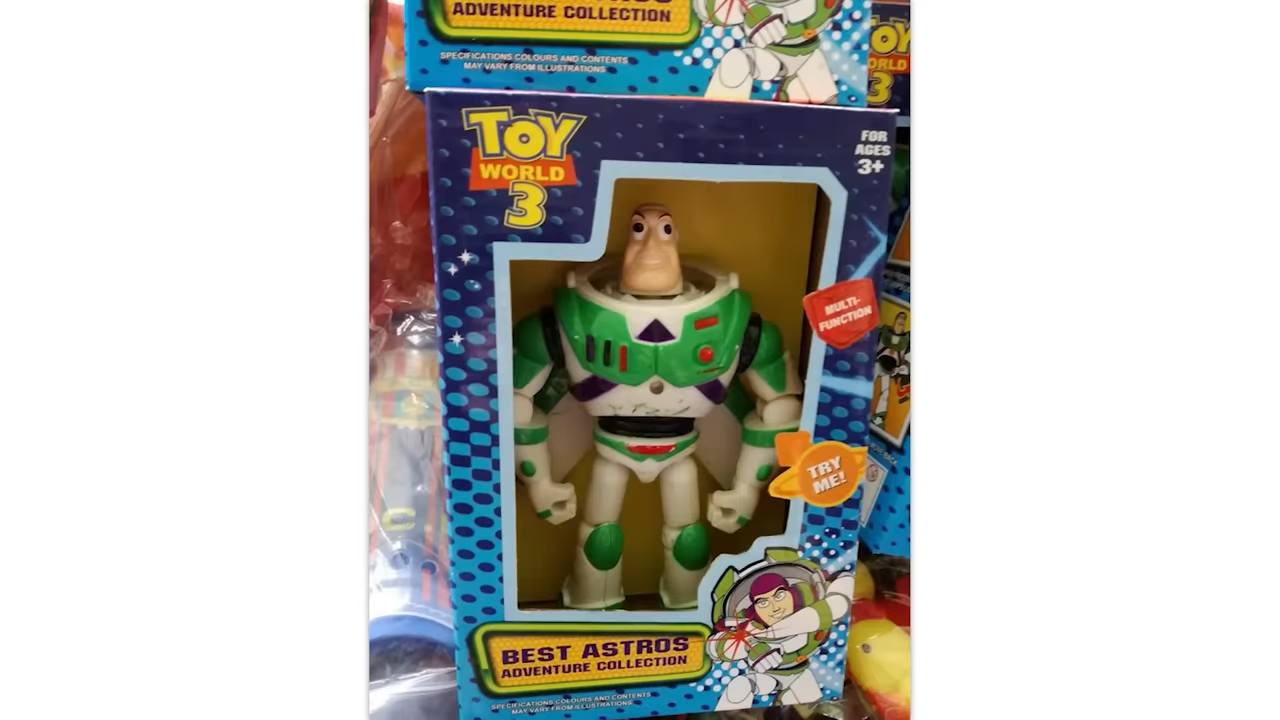 ADVENTURE COLLECTION
SPECIFICATIONS COLOURS AND CONTENTS
MAY VARY FROM ILLUSTRATIONS
TOY
WORLD
3
FOR
AGES
3+
MULTI-
FUNCTION
TRY
ME!
BEST ASTROS
ADVENTURE COLLECTION
SPECIFICATIONS COLOURS AND CONTENTS
MAY VARY FROM ILLUSTRATIONS
3